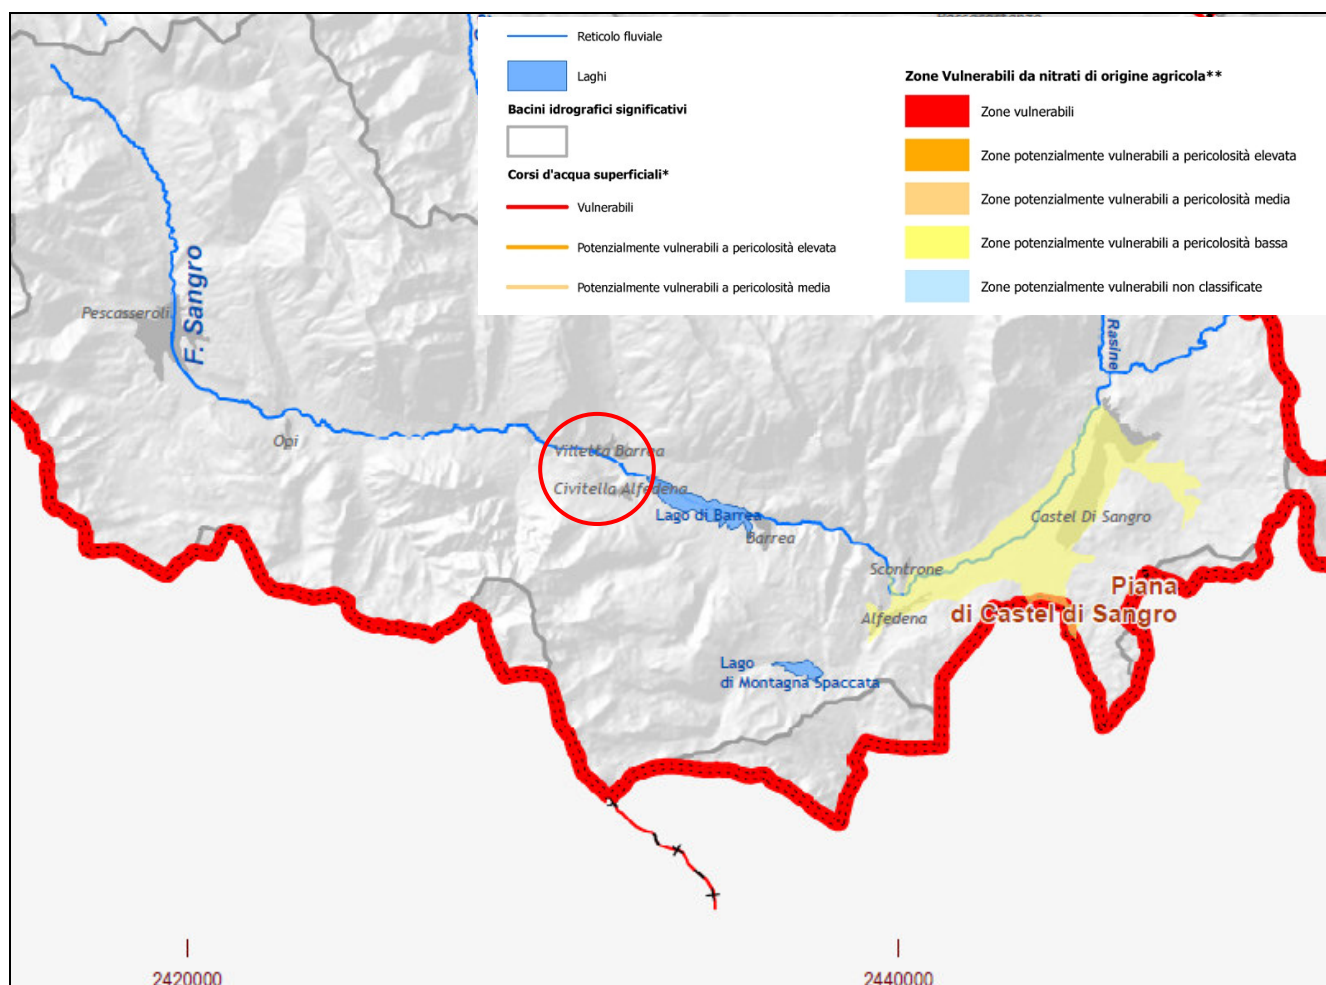 Reticolo fluviale
Laghi
Bacini idrografici significativi
Corsi d'acqua superficiali*
Vulnerabili
Potenzialmente vulnerabili a pericolosità elevata
Potenzialmente vulnerabili a pericolosità media
Zone Vulnerabili da nitrati di origine agricola**
Zone vulnerabili
Zone potenzialmente vulnerabili a pericolosità elevata
Zone potenzialmente vulnerabili a pericolosità media
Zone potenzialmente vulnerabili a pericolosità bassa
Zone potenzialmente vulnerabili non classificate
F. Sangro
Pescasseroli
Rasine
Opi
Villetta Barrea
Civitella Alfedena
Lago di Barrea
Barrea
Castel Di Sangro
Scontrone
Alfedena
Piana
di Castel di Sangro
Lago
di Montagna Spaccata
2420000
2440000